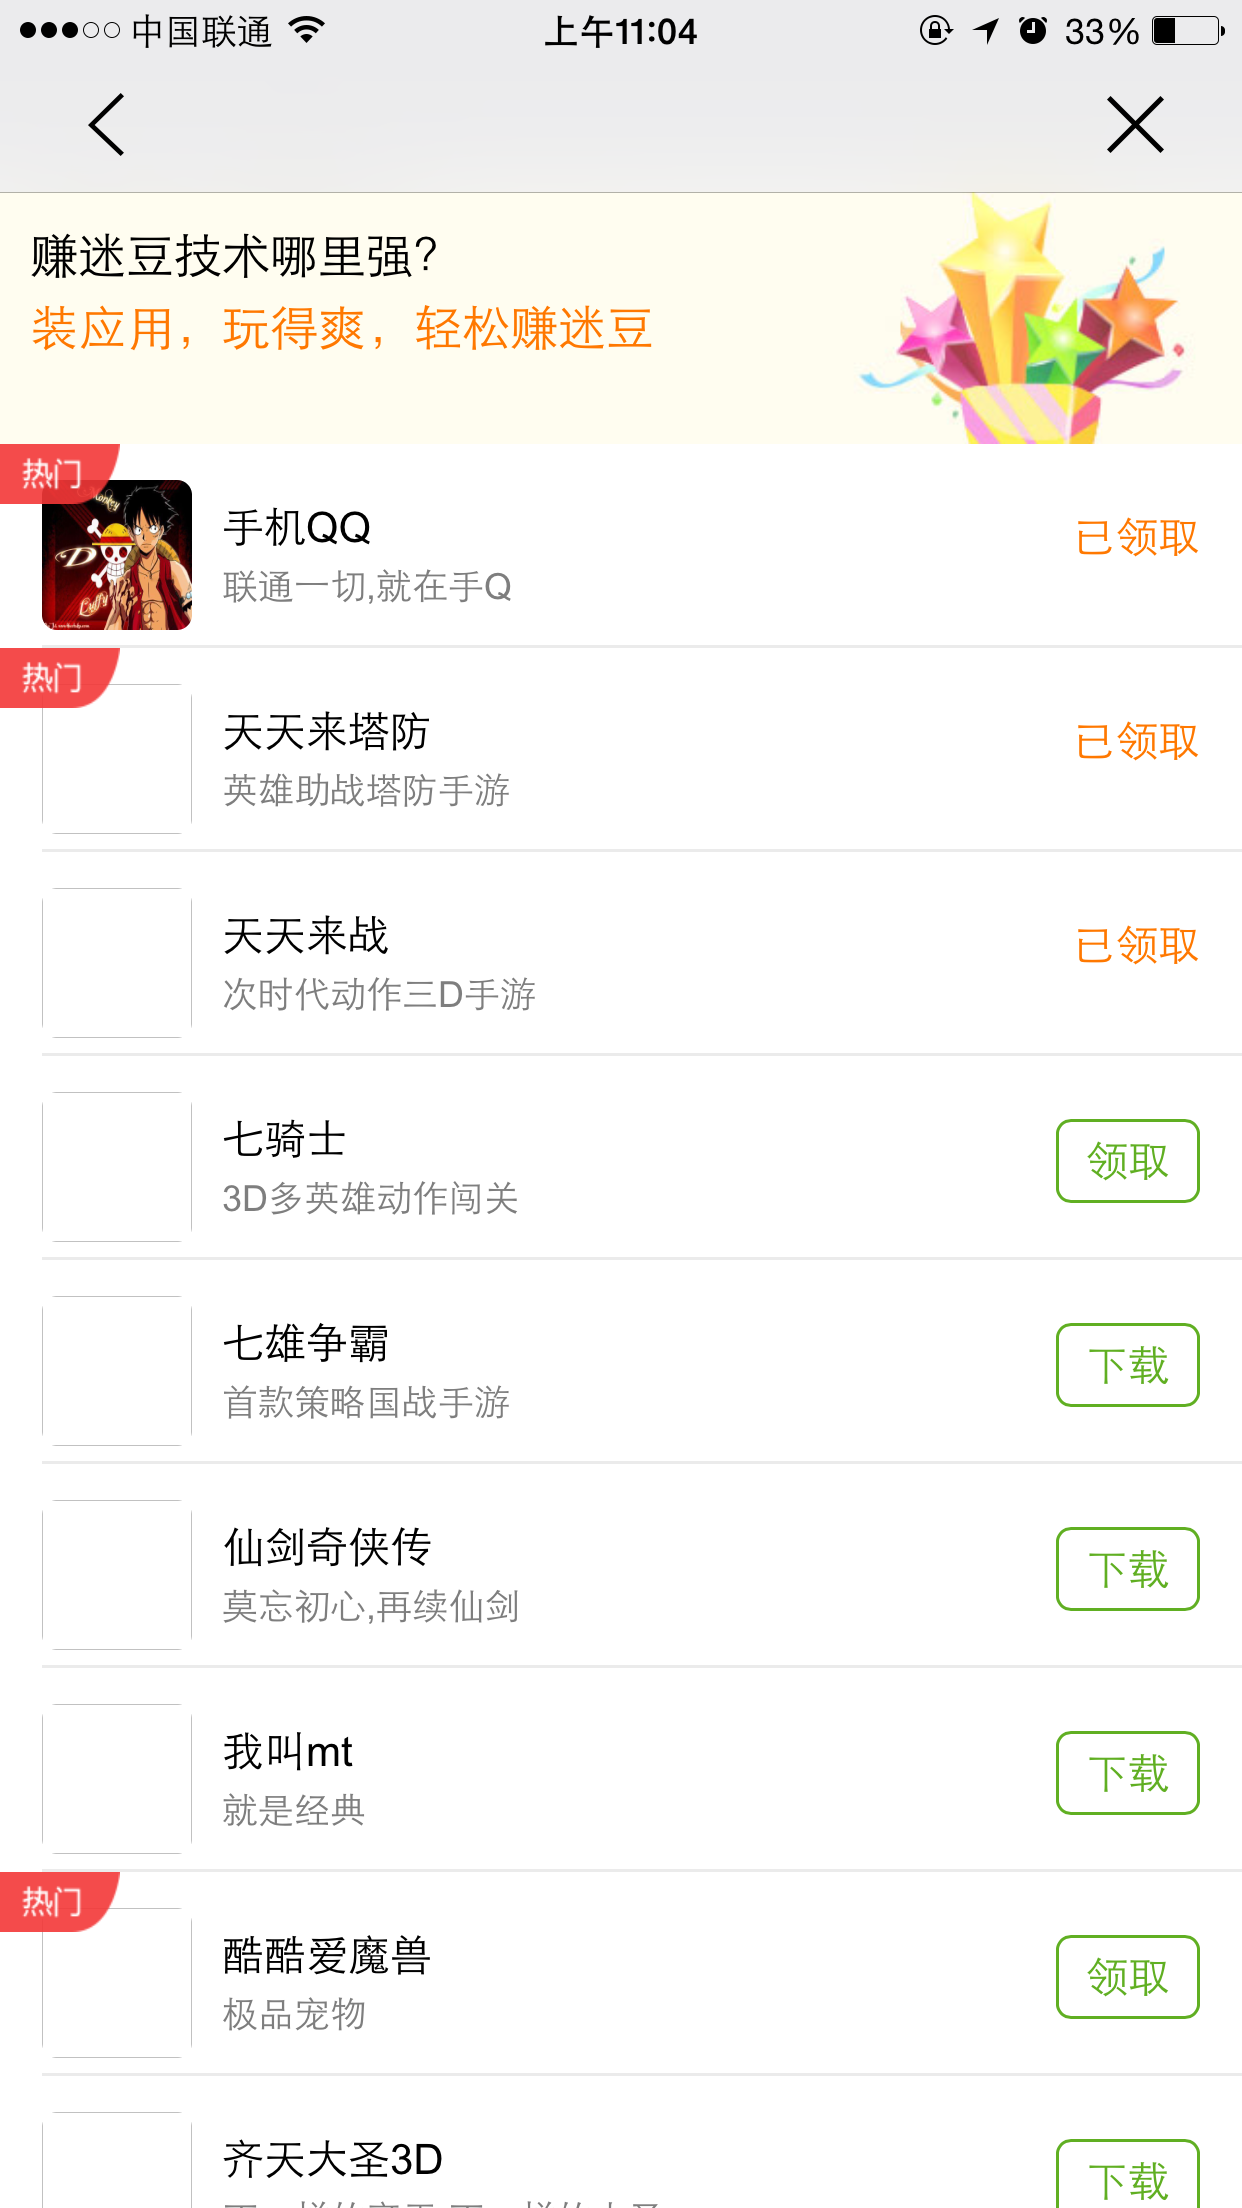 中国联通 上午11:04 33%
赚迷豆技术哪里强?
装应用，玩得爽，轻松赚迷豆
热门
手机QQ
已领取
联通一切,就在手Q
热门
天天来塔防
已领取
英雄助战塔防手游
天天来战
已领取
次时代动作三D手游
七骑士
领取
3D多英雄动作闯关
七雄争霸
下载
首款策略国战手游
仙剑奇侠传
下载
莫忘初心,再续仙剑
我叫mt
下载
就是经典
热门
酷酷爱魔兽
领取
极品宠物
齐天大圣3D
下载